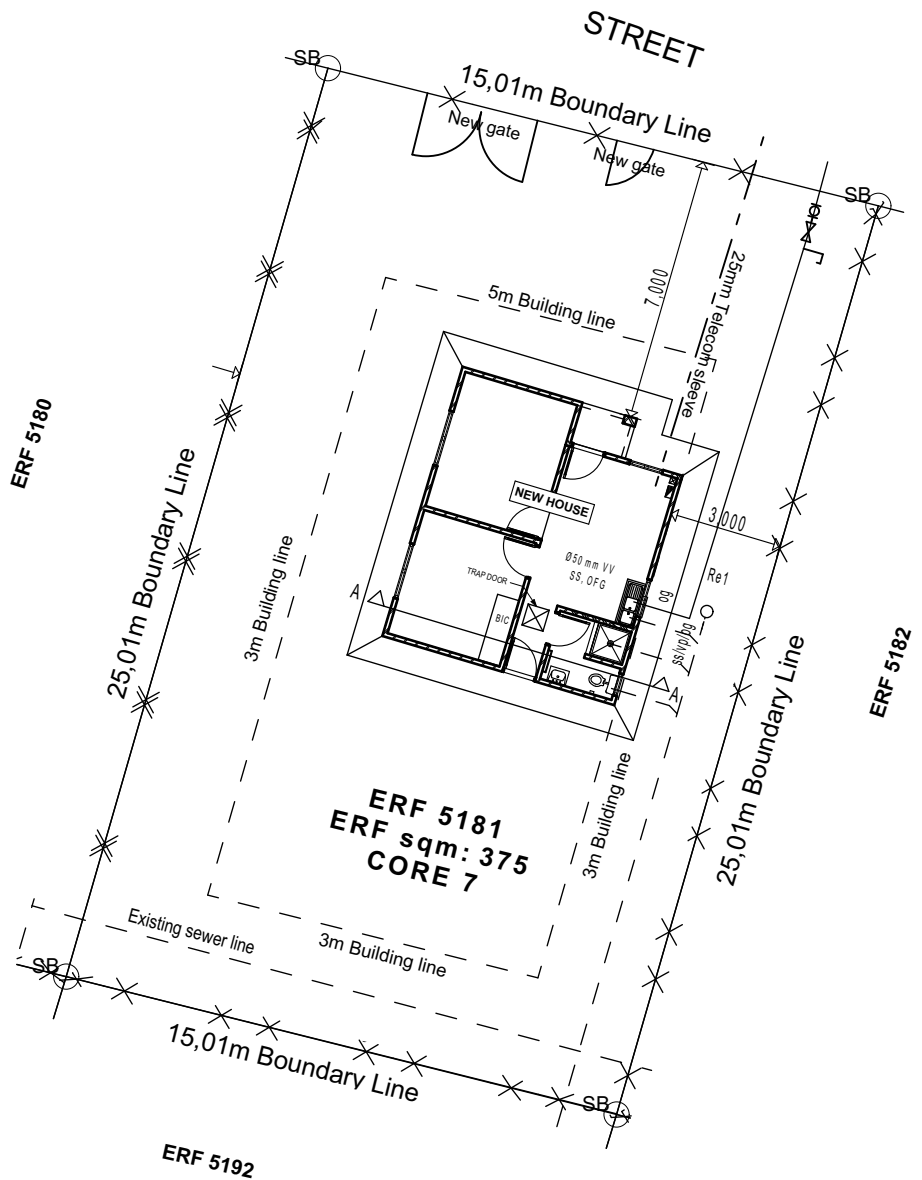 STREET
SB
15,01m Boundary Line
New gate
New gate
SB
7,000
25mm Telecom sleeve
5m Building line
ERF 5180
25,01m Boundary Line
3m Building line
NEW HOUSE
3,000
Ø50 mm VV
SS, OFG
TRAP DOOR
BIC
A
A
og
Re1
ERF 5182
25,01m Boundary Line
3m Building line
ERF 5181
ERF sqm: 375
CORE 7
Existing sewer line
3m Building line
SB
15,01m Boundary Line
SB
ERF 5192